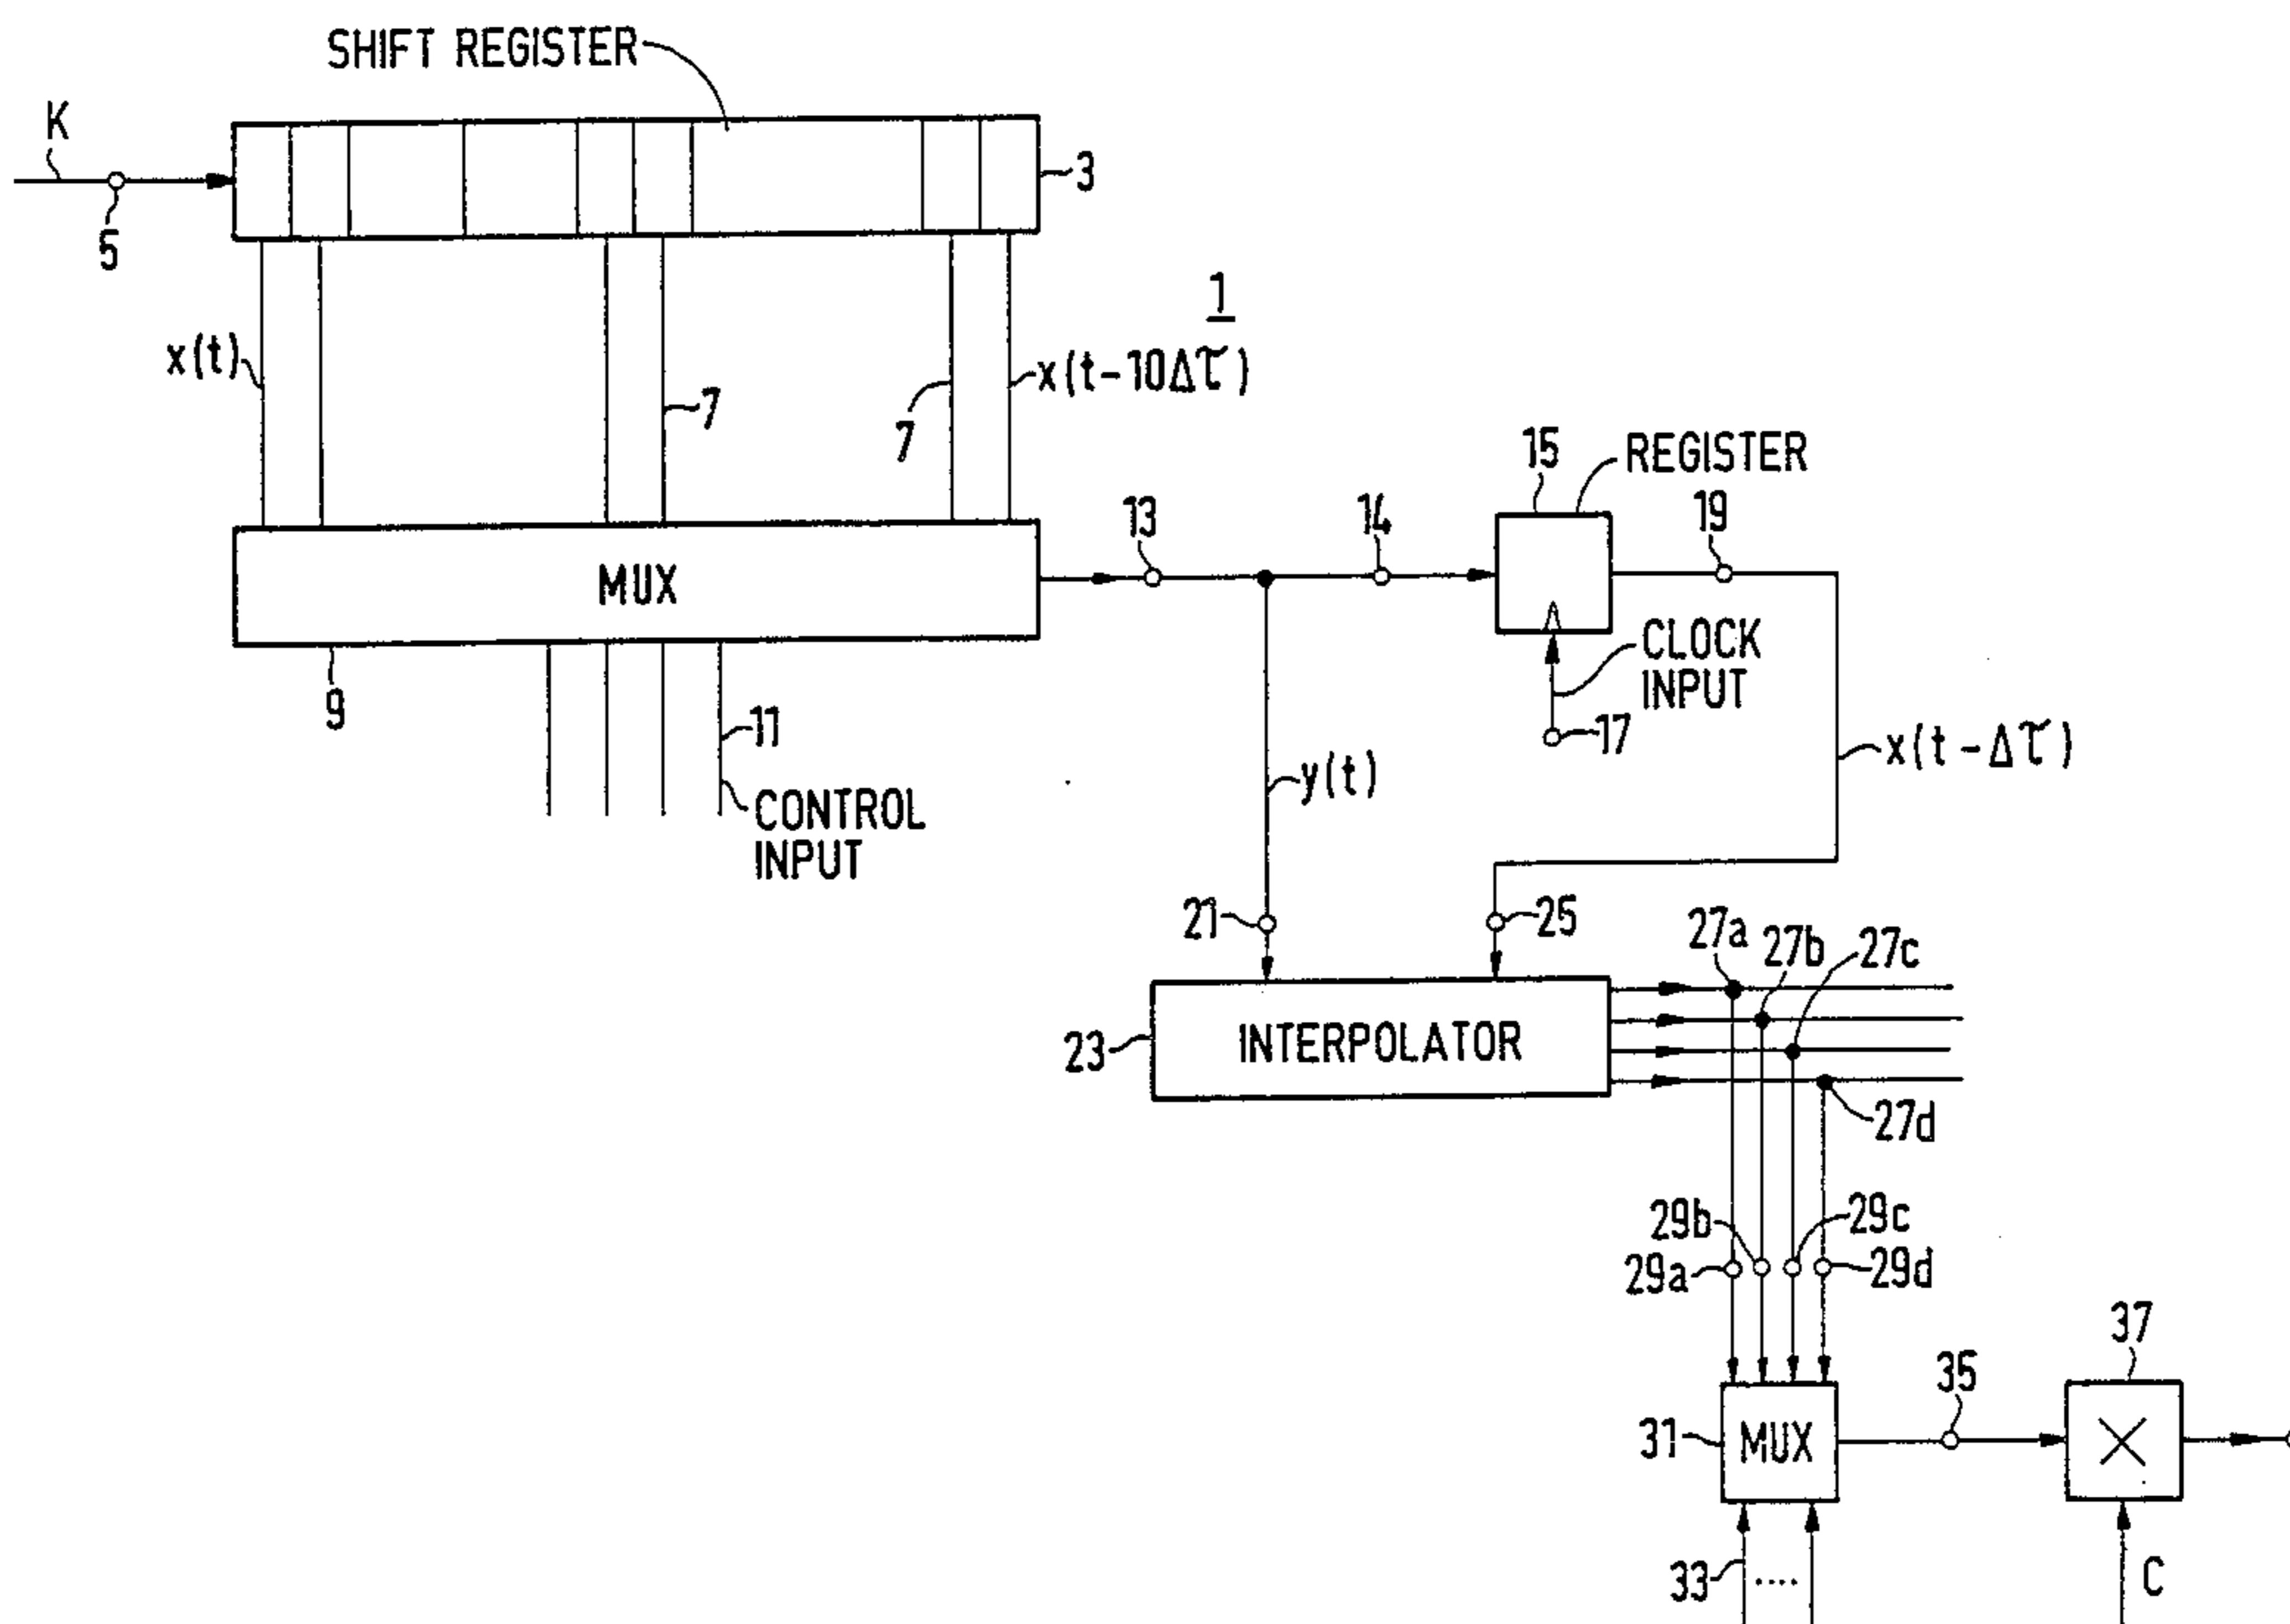 SHIFT REGISTER
K
3
5
1
x(t)
7
7
x(t-10Δτ)
15
REGISTER
13
14
19
MUX
CLOCK
INPUT
9
11
17
x(t-Δτ)
y(t)
CONTROL
INPUT
21
25
27a
27b
27c
23
INTERPOLATOR
27d
29b
29c
29a
29d
37
35
31
MUX
×
33
....
C